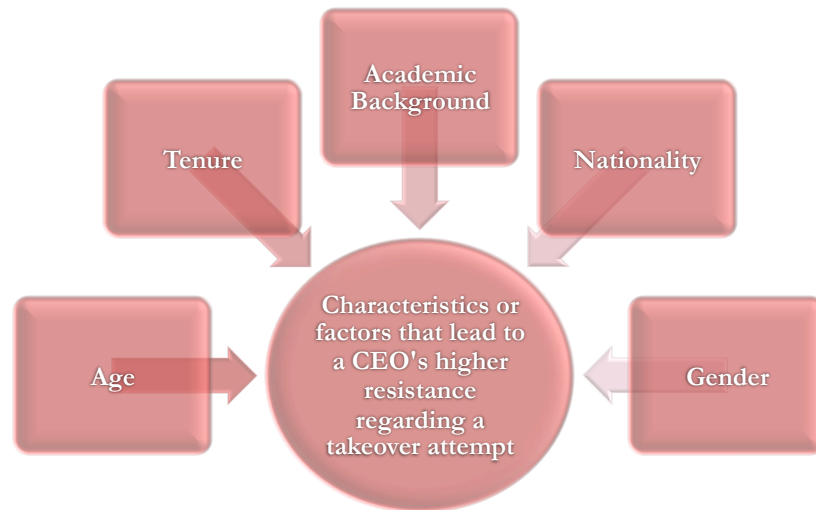 Academic
Background
Tenure
Nationality
Age
Characteristics or
factors that lead to
a CEO's higher
resistance
regarding a
takeover attempt
Gender